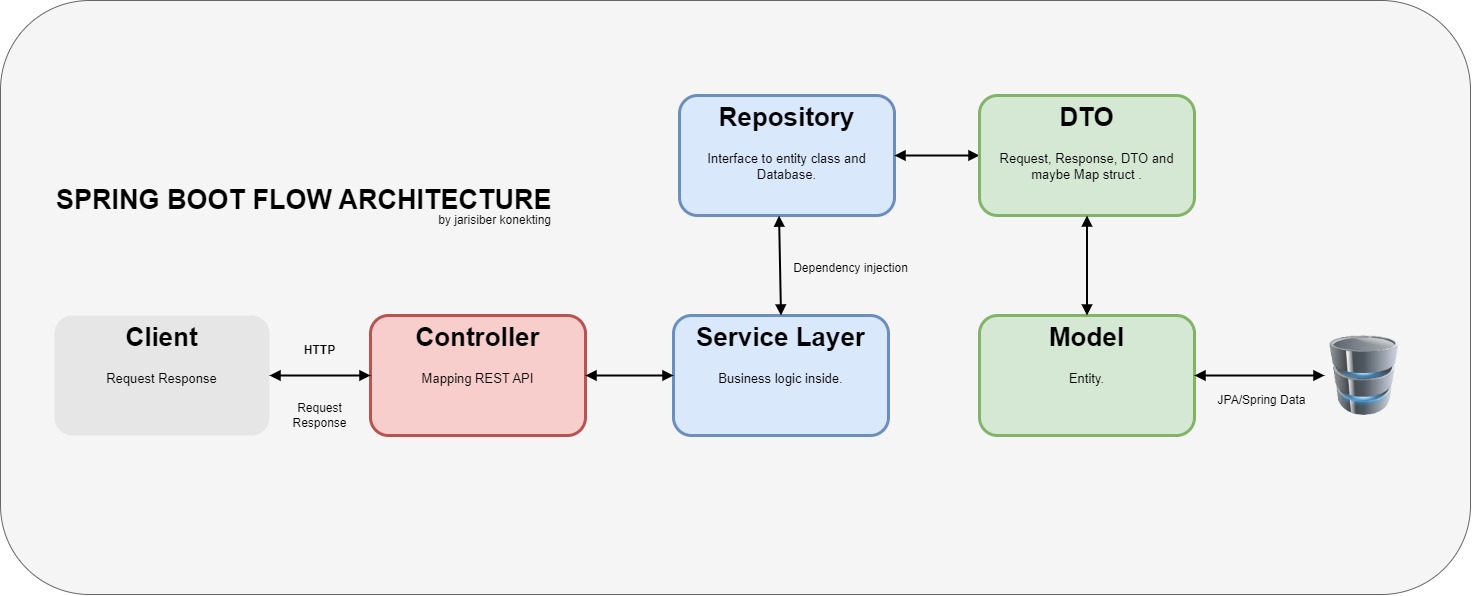 Repository
Interface to entity class and
Database.
DTO
Request, Response, DTO and
maybe Map struct .
SPRING BOOT FLOW ARCHITECTURE
by jarisiber konekting
Dependency injection
Client
Request Response
HTTP
Request
Response
Controller
Mapping REST API
Service Layer
Business logic inside.
Model
Entity.
JPA/Spring Data